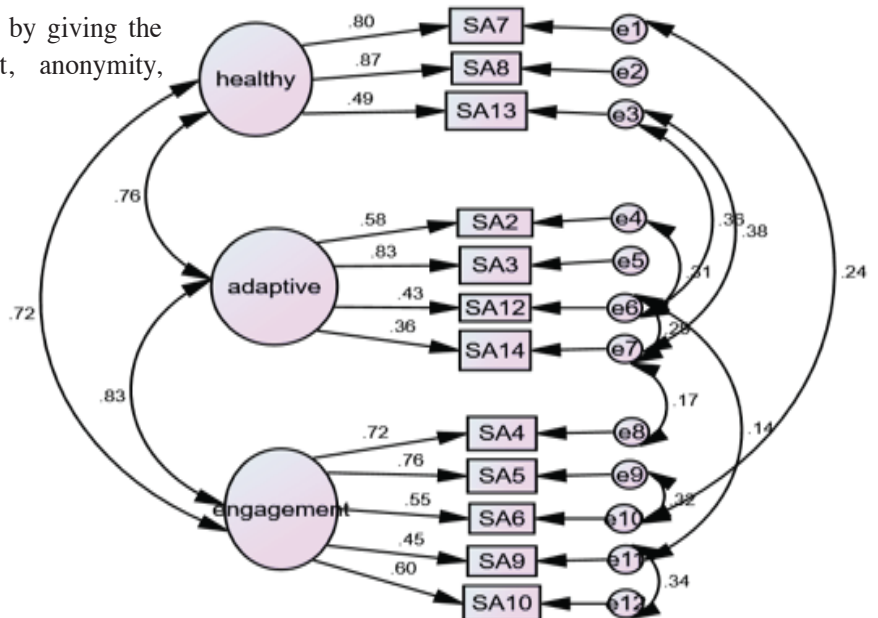 by giving the
t, anonymity,
healthy
adaptive
engagement
.80
.87
.49
.58
.83
.43
.36
.72
.76
.55
.45
.60
SA7
SA8
SA13
SA2
SA3
SA12
SA14
SA4
SA5
SA6
SA9
SA10
e1
e2
e3
e4
e5
e6
e7
e8
e9
e10
e11
e12
.76
.72
.83
.38
.31
.24
.17
.14
.32
.34